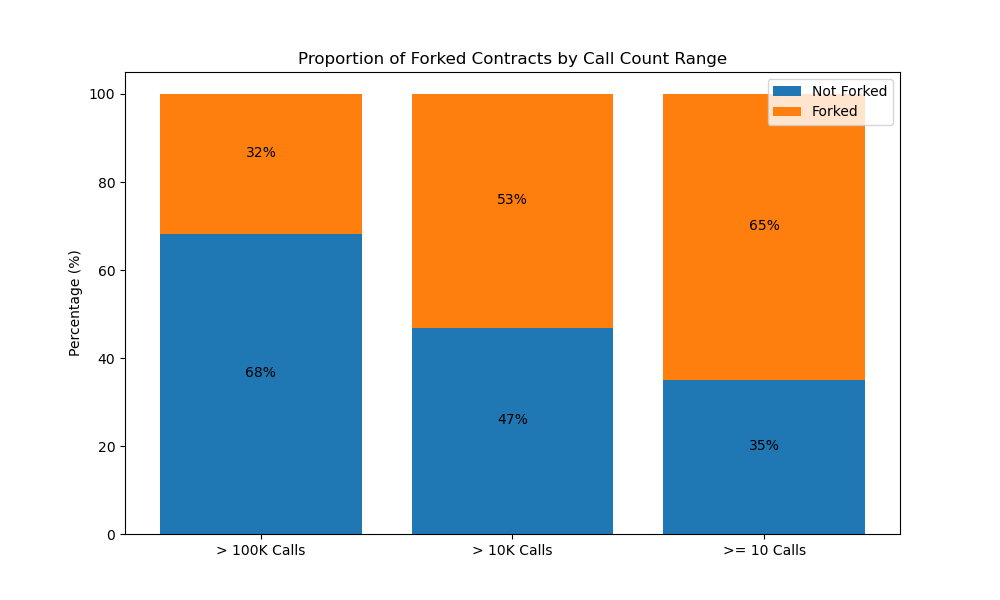 Proportion of Forked Contracts by Call Count Range
Not Forked
Forked
Percentage (%)
100
80
60
40
20
0
32%
53%
65%
68%
47%
35%
> 100K Calls
> 10K Calls
>= 10 Calls